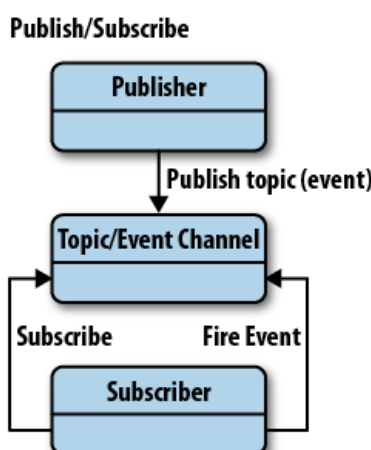 Publish/Subscribe
Publisher
Publish topic (event)
Topic/Event Channel
Subscribe
Fire Event
Subscriber